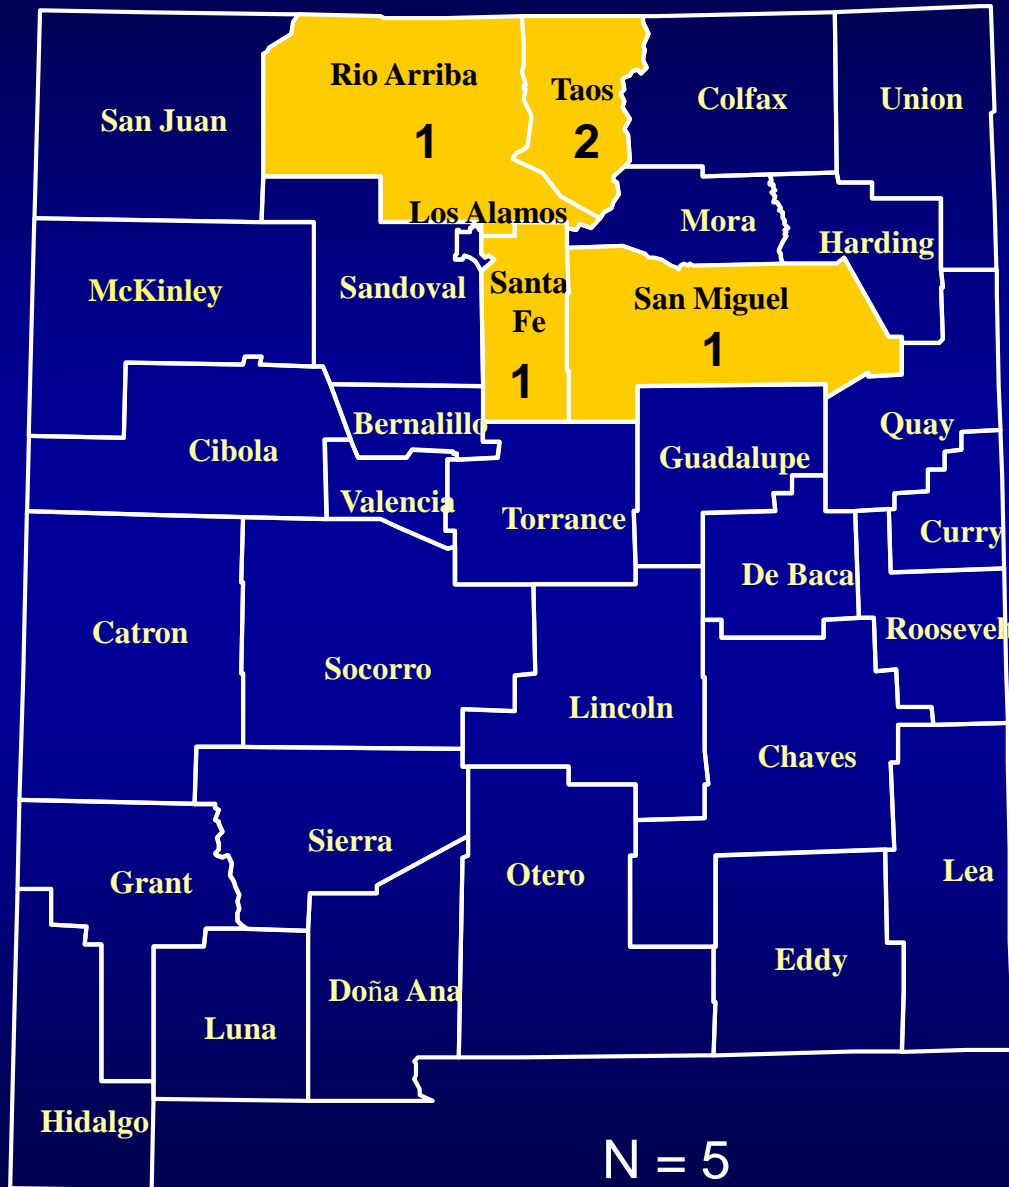 Rio Arriba
1
Taos
2
Colfax
Union
San Juan
Los Alamos
Mora
Harding
McKinley
Sandoval
Santa
Fe
1
San Miguel
1
Bernalillo
Cibola
Guadalupe
Quay
Valencia
Torrance
Curry
De Baca
Catron
Socorro
Roosevelt
Lincoln
Chaves
Sierra
Grant
Otero
Lea
Eddy
Doña Ana
Luna
Hidalgo
N = 5